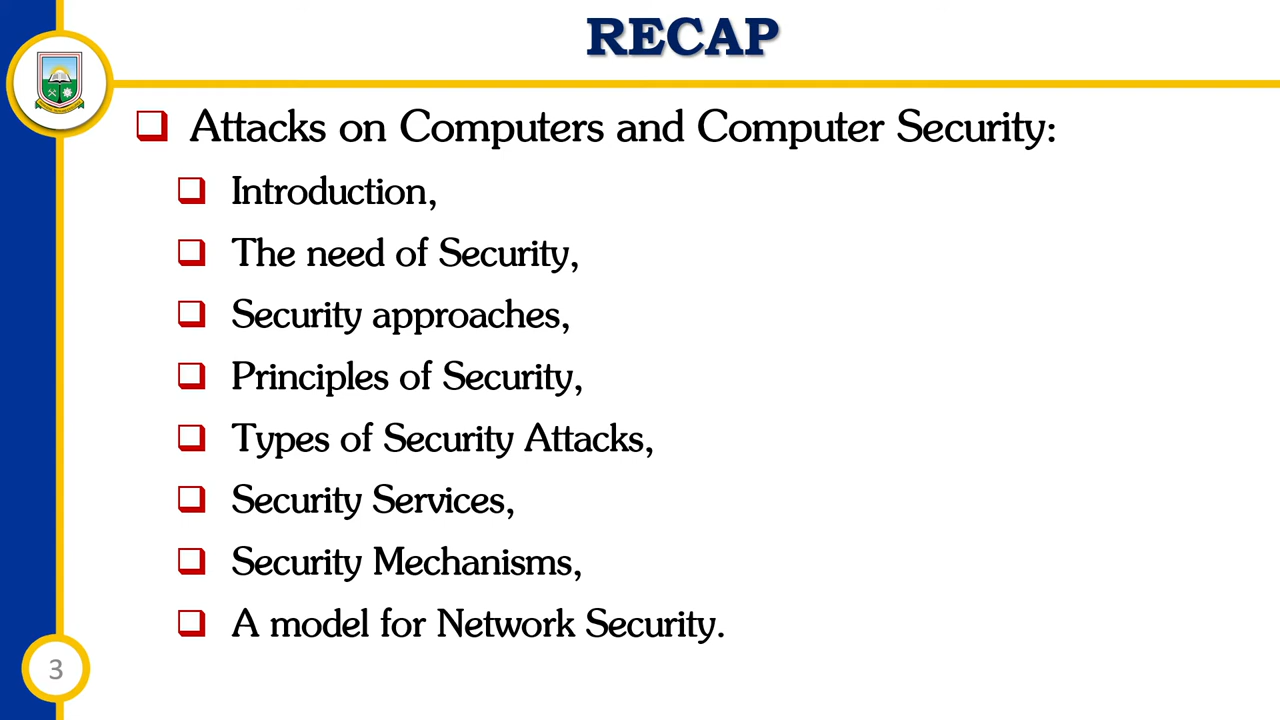 RECAP
Attacks on Computers and Computer Security:
Introduction,
The need of Security,
Security approaches,
Principles of Security,
Types of Security Attacks,
Security Services,
Security Mechanisms,
A model for Network Security.
3